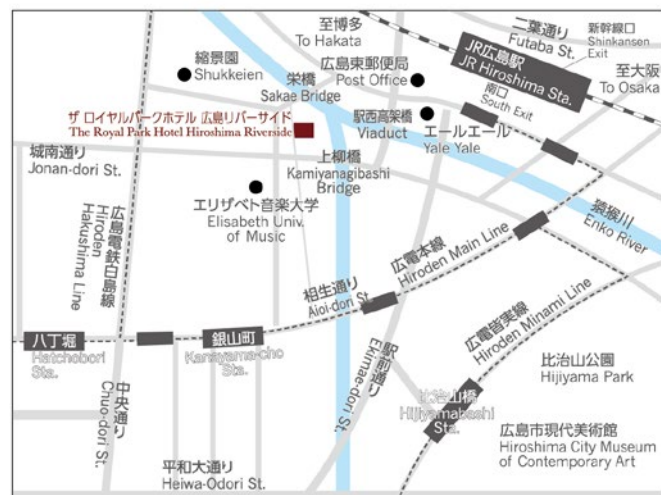 二葉通り
Futaba St.
新幹線口
Shinkansen
Exit
至博多
To Hakata
JR広島駅
JR Hiroshima Sta.
縮景園
Shukkeien
栄橋
Sakae Bridge
広島東郵便局
Post Office
至大阪
To Osaka
南口
South Exit
駅西高架橋
Viaduct
エールエール
Yale Yale
ザ ロイヤルパークホテル 広島リバーサイド
The Royal Park Hotel Hiroshima Riverside
城南通り
Jonan-dori St.
上柳橋
Kamiyanagibashi
Bridge
エリザベト音楽大学
Elisabeth Univ.
of Music
猿猴川
Enko River
広島電鉄白島線
Hiroden
Hakushima Line
広電本線
Hiroden Main Line
相生通り
Aioi-dori St.
広電皆実線
Hiroden Minami Line
八丁堀
Hatchobori
Sta.
銀山町
Kanayama-cho
Sta.
駅前通り
Ekimae-dori St.
比治山公園
Hijiyama Park
中央通り
Chuo-dori St.
比治山橋
Hijiyamabashi
Sta.
広島市現代美術館
Hiroshima City Museum
of Contemporary Art
平和大通り
Heiwa-Odori St.